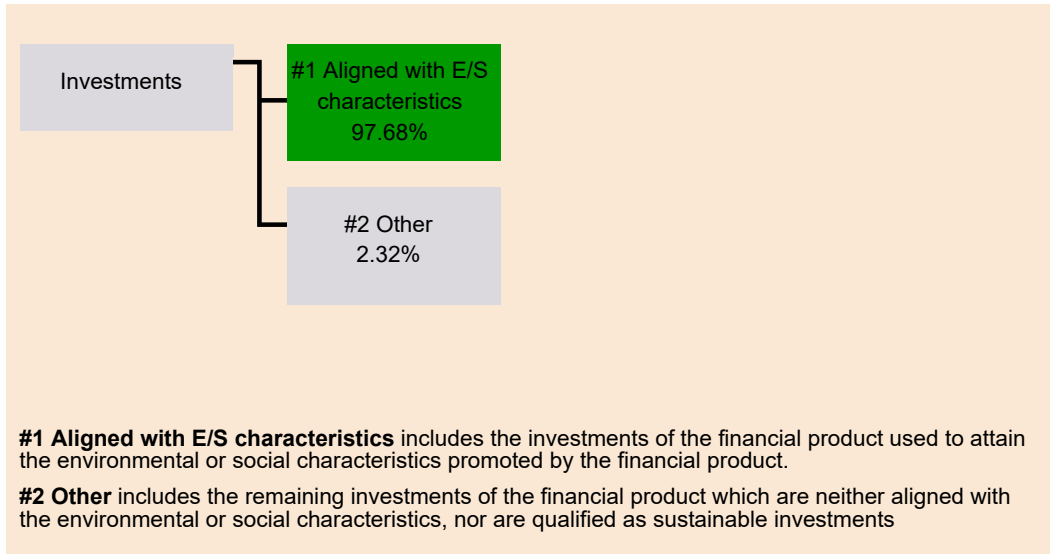 Investments
#1 Aligned with E/S
characteristics
97.68%
#2 Other
2.32%
#1 Aligned with E/S characteristics includes the investments of the financial product used to attain
the environmental or social characteristics promoted by the financial product.
#2 Other includes the remaining investments of the financial product which are neither aligned with
the environmental or social characteristics, nor are qualified as sustainable investments